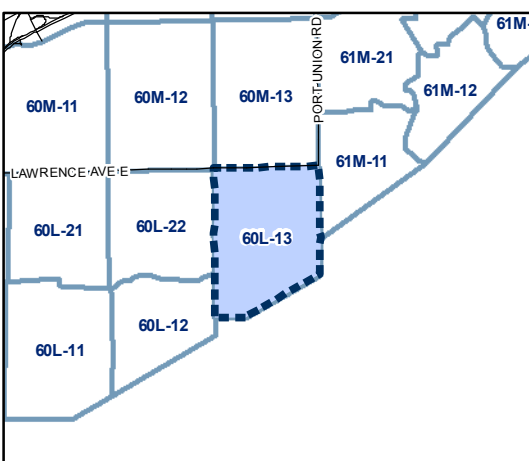 61M-
61M-21
60M-11
60M-12
60M-13
PORT UNION RD
61M-12
61M-11
LAWRENCE AVE E
60L-21
60L-22
60L-13
60L-11
60L-12